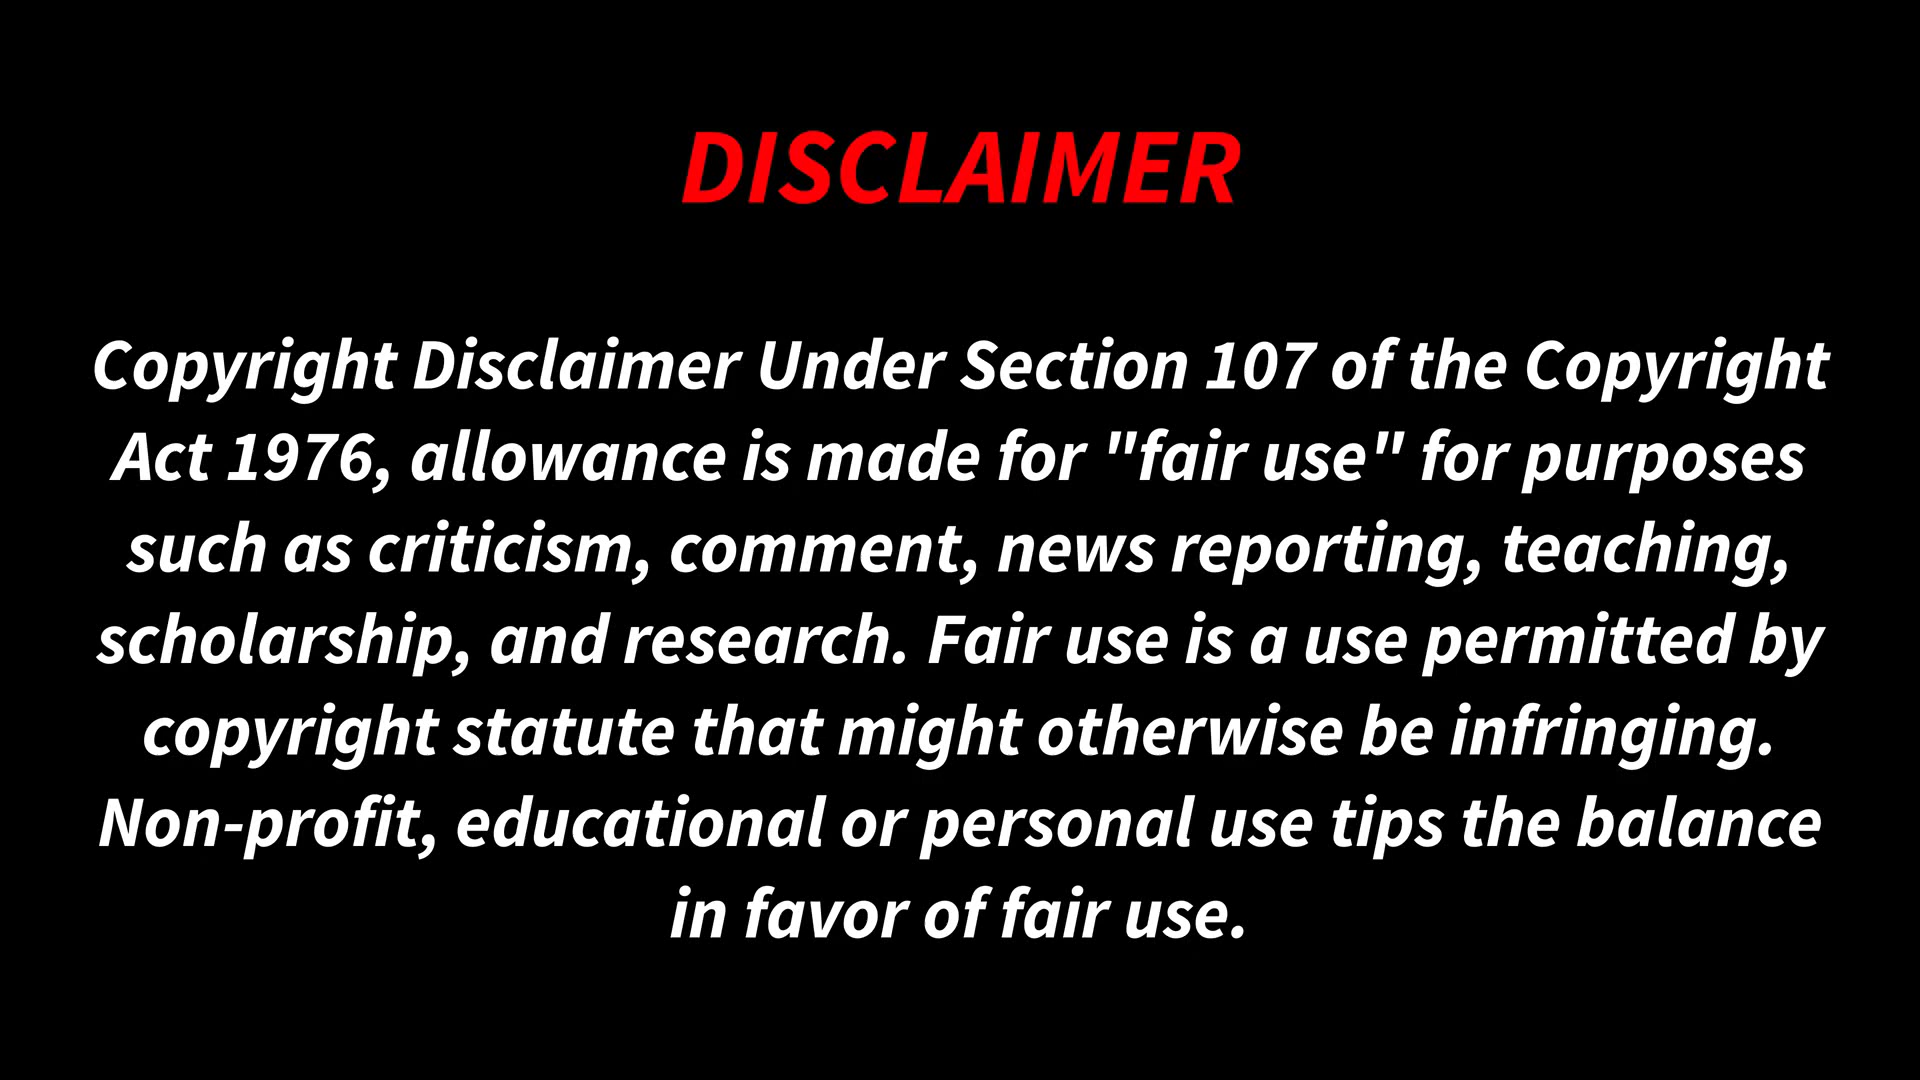 DISCLAIMER
Copyright Disclaimer Under Section 107 of the Copyright
Act 1976, allowance is made for "fair use" for purposes
such as criticism, comment, news reporting, teaching,
scholarship, and research. Fair use is a use permitted by
copyright statute that might otherwise be infringing.
Non-profit, educational or personal use tips the balance
in favor of fair use.